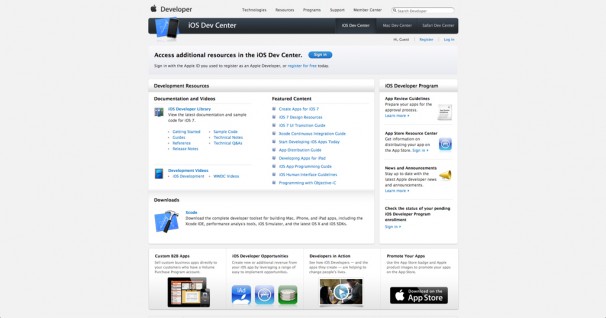 Developer
Technologies Resources Programs Support Member Center
Search Developer
iOS Dev Center
iOS Dev Center Mac Dev Center Safari Dev Center
Hi, Guest Register Log In
Access additional resources in the iOS Dev Center. Sign in
Sign in with the Apple ID you used to register as an Apple Developer, or register for free today.
Development Resources
Documentation and Videos
iOS Developer Library
View the latest documentation and sample
code for iOS 7.
Getting Started
Guides
Reference
Release Notes
Sample Code
Technical Notes
Technical Q&As
Development Videos
iOS Development
WWDC Videos
Featured Content
Create Apps for iOS 7
iOS 7 Design Resources
iOS 7 UI Transition Guide
Xcode Continuous Integration Guide
Start Developing iOS Apps Today
App Distribution Guide
Developing Apps for iPad
iOS App Programming Guide
iOS Human Interface Guidelines
Programming with Objective-C
Downloads
Xcode
Download the complete developer toolset for building Mac, iPhone, and iPad apps, including the
Xcode IDE, performance analysis tools, iOS Simulator, and the latest OS X and iOS SDKs.
iOS Developer Program
App Review Guidelines
Prepare your apps for the
approval process.
Learn more
App Store Resource Center
Get information on
distributing your app on
the App Store. Sign in
News and Announcements
Stay up to date with the
latest Apple developer news
and announcements.
Learn more
Check the status of your pending
iOS Developer Program
enrollment
Sign in
Custom B2B Apps
Sell custom business apps directly to
your customers who have a Volume
Purchase Program account.
iOS Developer Opportunities
Create new or additional revenue from
your iOS app by leveraging a range of
easy to implement opportunities.
iAd
Developers in Action
See how iOS Developers — and the
apps they create — are helping to
change people's lives.
Promote Your Apps
Use the App Store badge and Apple
product images to promote your apps
on the App Store.
Download on the
App Store